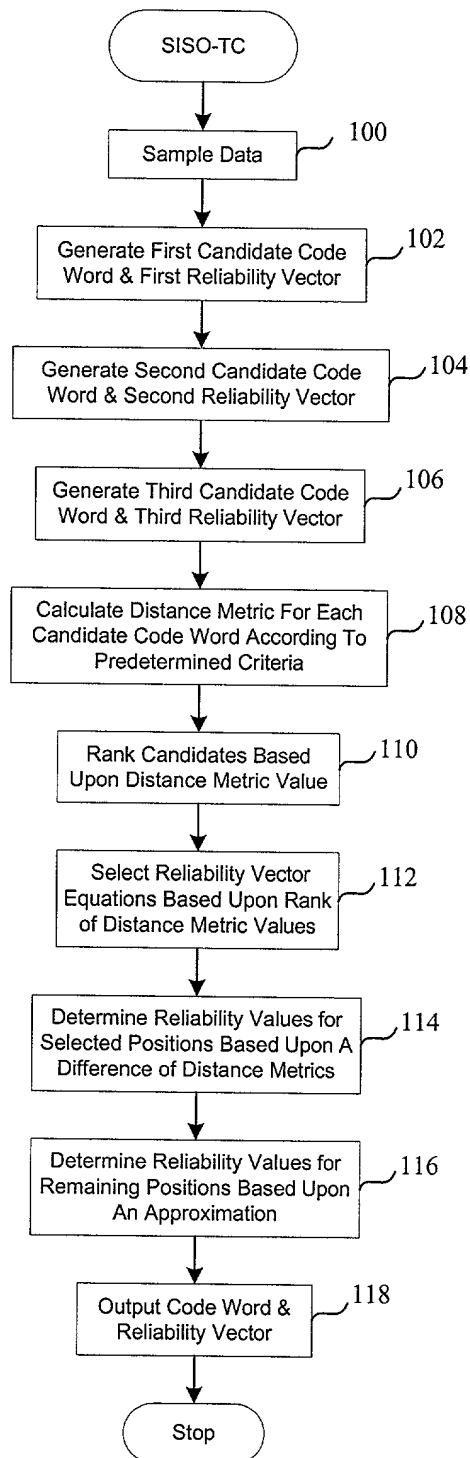 SISO-TC
100
Sample Data
102
Generate First Candidate Code
Word & First Reliability Vector
104
Generate Second Candidate Code
Word & Second Reliability Vector
106
Generate Third Candidate Code
Word & Third Reliability Vector
108
Calculate Distance Metric For Each
Candidate Code Word According To
Predetermined Criteria
110
Rank Candidates Based
Upon Distance Metric Value
112
Select Reliability Vector
Equations Based Upon Rank
of Distance Metric Values
114
Determine Reliability Values for
Selected Positions Based Upon A
Difference of Distance Metrics
116
Determine Reliability Values for
Remaining Positions Based Upon
An Approximation
118
Output Code Word &
Reliability Vector
Stop